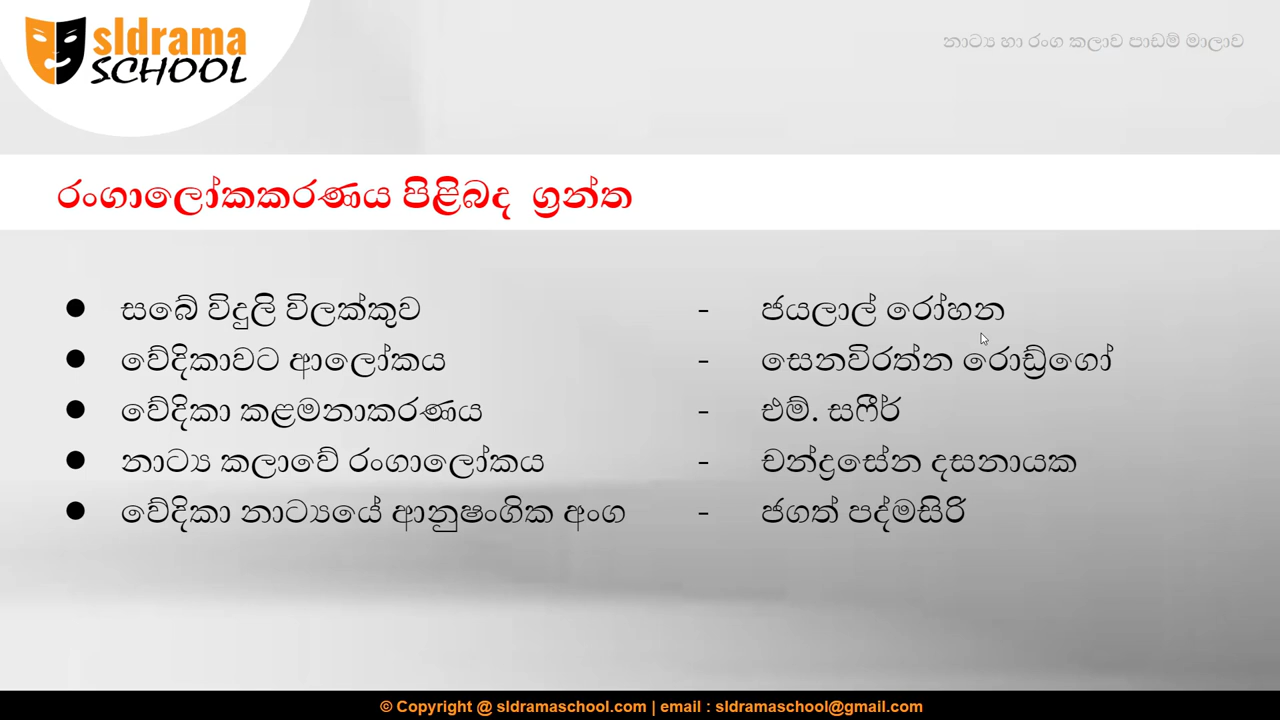 sldrama
SCHOOL
නාට්‍ය හා රංග කලාව පාඩම් මාලාව
රංගාලෝකකරණය පිළිබද ග්‍රන්ත
● සබේ විදුලි විලක්කුව - ජයලාල් රෝහන
● වේදිකාවට ආලෝකය - සෙනවිරත්න රොඩ්‍රිගෝ
● වේදිකා කළමනාකරණය - එම්. සෆීර්
● නාට්‍ය කලාවේ රංගාලෝකය - චන්ද්‍රසේන දසනායක
● වේදිකා නාට්‍යයේ ආනුෂංගික අංග - ජගත් පද්මසිරි
© Copyright @ sldramaschool.com | email : sldramaschool@gmail.com